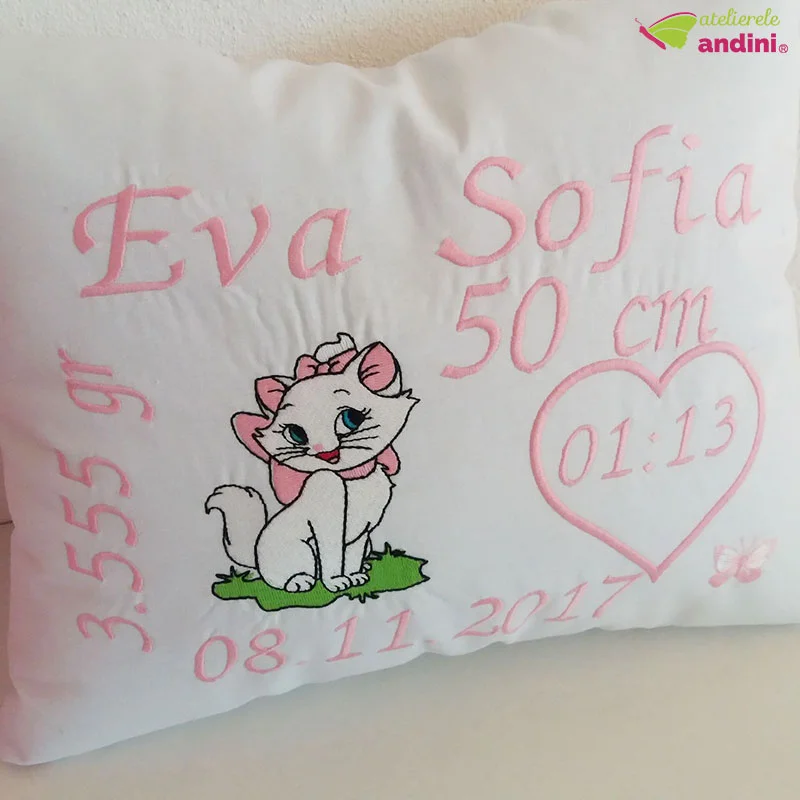 atelierele
andini®
Eva Sofia
50 cm
3.555 gr
01:13
08.11.2017